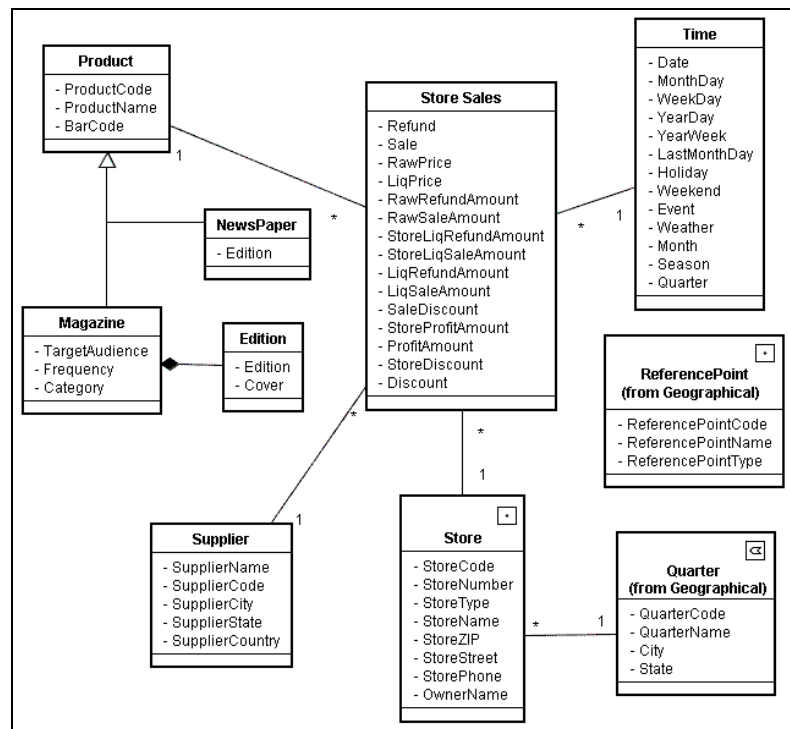 Product
- ProductCode
- ProductName
- BarCode
1
*
Store Sales
- Refund
- Sale
- RawPrice
- LiqPrice
- RawRefundAmount
- RawSaleAmount
- StoreLiqRefundAmount
- StoreLiqSaleAmount
- LiqRefundAmount
- LiqSaleAmount
- SaleDiscount
- StoreProfitAmount
- ProfitAmount
- StoreDiscount
- Discount
Time
- Date
- MonthDay
- WeekDay
- YearDay
- YearWeek
- LastMonthDay
- Holiday
- Weekend
- Event
- Weather
- Month
- Season
- Quarter
1
*
NewsPaper
- Edition
Magazine
- TargetAudience
- Frequency
- Category
Edition
- Edition
- Cover
ReferencePoint
(from Geographical)
- ReferencePointCode
- ReferencePointName
- ReferencePointType
*
1
*
1
Supplier
- SupplierName
- SupplierCode
- SupplierCity
- SupplierState
- SupplierCountry
Store
- StoreCode
- StoreNumber
- StoreType
- StoreName
- StoreZIP
- StoreStreet
- StorePhone
- OwnerName
*
1
Quarter
(from Geographical)
- QuarterCode
- QuarterName
- City
- State